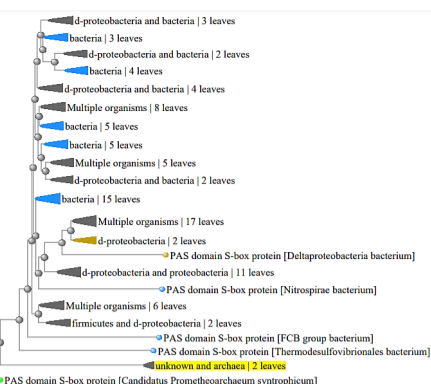 d-proteobacteria and bacteria | 3 leaves
bacteria | 3 leaves
d-proteobacteria and bacteria | 2 leaves
bacteria | 4 leaves
d-proteobacteria and bacteria | 4 leaves
Multiple organisms | 8 leaves
bacteria | 5 leaves
bacteria | 5 leaves
Multiple organisms | 5 leaves
d-proteobacteria and bacteria | 2 leaves
bacteria | 15 leaves
Multiple organisms | 17 leaves
d-proteobacteria | 2 leaves
PAS domain S-box protein [Deltaproteobacteria bacterium]
d-proteobacteria and proteobacteria | 11 leaves
PAS domain S-box protein [Nitrospirae bacterium]
Multiple organisms | 6 leaves
firmicutes and d-proteobacteria | 2 leaves
PAS domain S-box protein [FCB group bacterium]
PAS domain S-box protein [Thermodesulfovibrionales bacterium]
unknown and archaea | 2 leaves
PAS domain S-box protein [Candidatus Prometheoarchaeum syntrophicum]